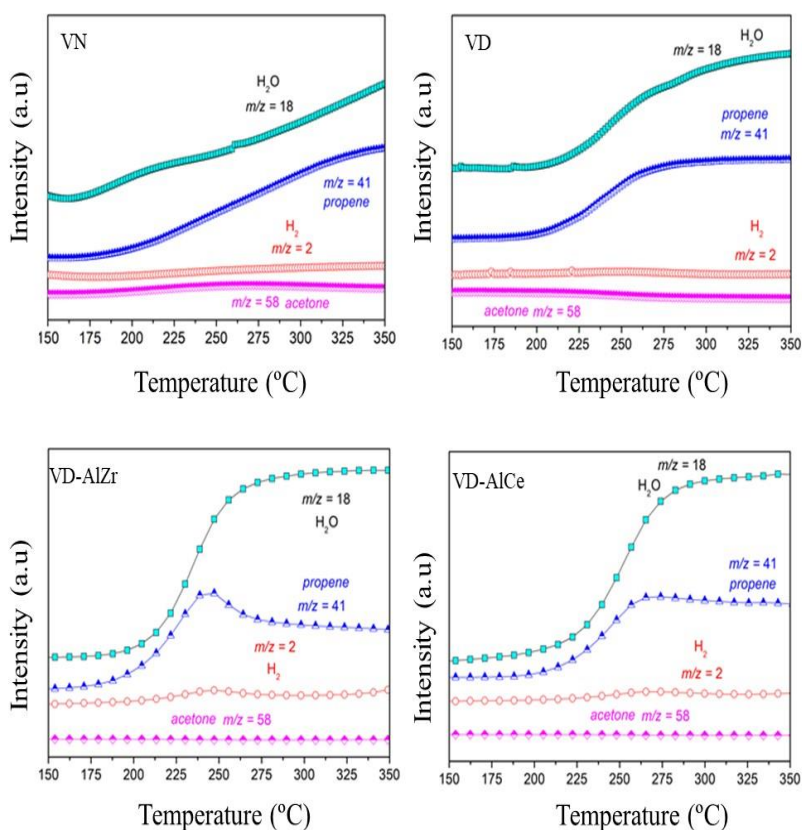 VN
H₂O
m/z = 18
m/z = 41
propene
H₂
m/z = 2
m/z = 58 acetone
Intensity (a.u)
150 175 200 225 250 275 300 325 350
Temperature (ºC)
VD
H₂O
m/z = 18
propene
m/z = 41
H₂
m/z = 2
acetone m/z = 58
Intensity (a.u)
150 175 200 225 250 275 300 325 350
Temperature (ºC)
VD-AlZr
m/z = 18
H₂O
propene
m/z = 41
m/z = 2
H₂
acetone m/z = 58
Intensity (a.u)
150 175 200 225 250 275 300 325 350
Temperature (ºC)
VD-AlCe
m/z = 18
H₂O
m/z = 41
propene
H₂
m/z = 2
acetone m/z = 58
Intensity (a.u)
150 175 200 225 250 275 300 325 350
Temperature (ºC)